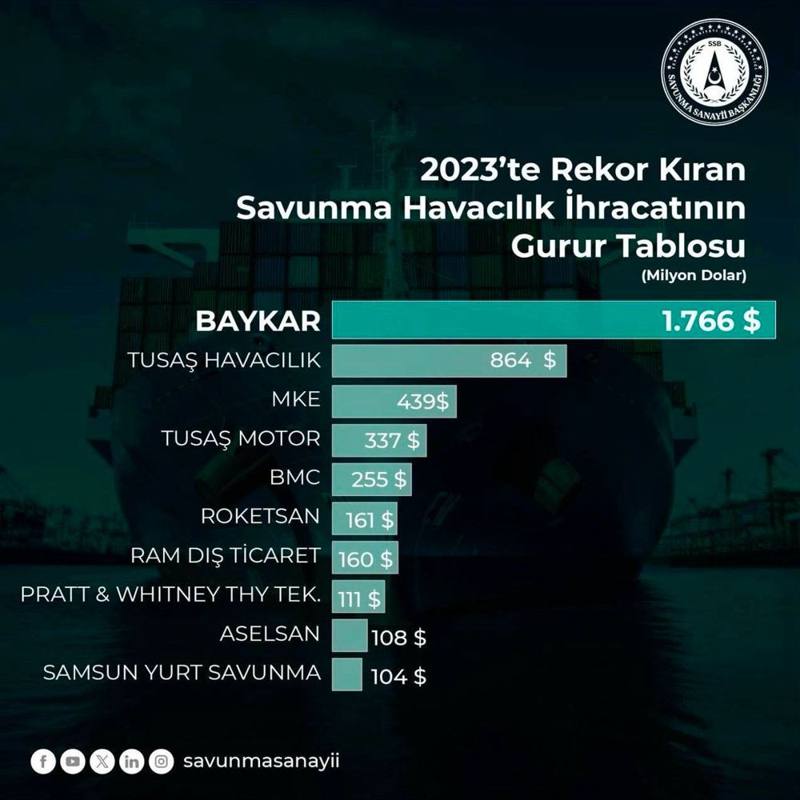 SSB
SAVUNMA SANAYİİ BAŞKANLIĞI
2023’te Rekor Kıran
Savunma Havacılık İhracatının
Gurur Tablosu
(Milyon Dolar)
BAYKAR 1.766 $
TUSAŞ HAVACILIK 864 $
MKE 439$
TUSAŞ MOTOR 337 $
BMC 255 $
ROKETSAN 161 $
RAM DIŞ TİCARET 160 $
PRATT & WHITNEY THY TEK. 111 $
ASELSAN 108 $
SAMSUN YURT SAVUNMA 104 $
savunmasanayii